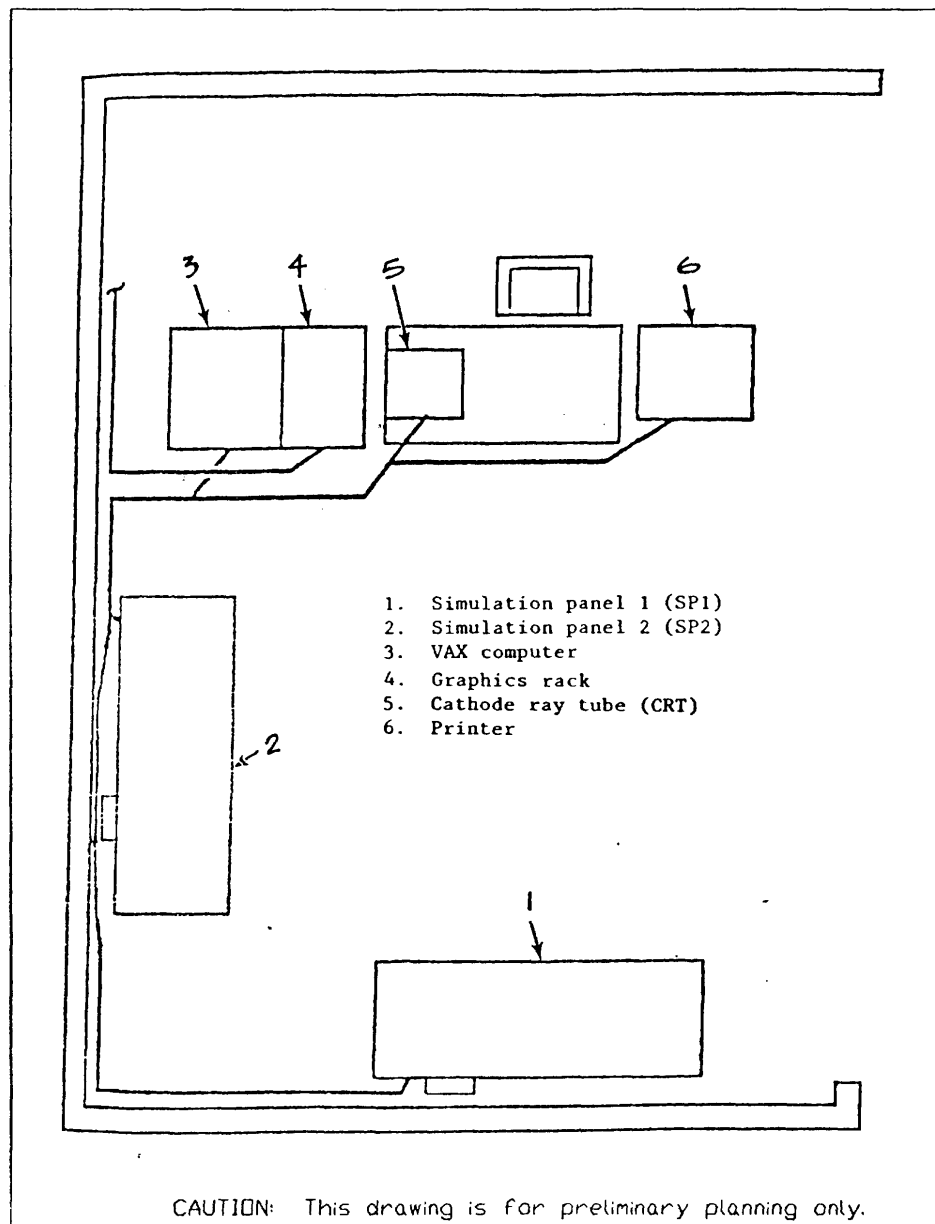 3 4 5 6
1. Simulation panel 1 (SP1)
2. Simulation panel 2 (SP2)
3. VAX computer
4. Graphics rack
5. Cathode ray tube (CRT)
6. Printer
2
1
CAUTION: This drawing is for preliminary planning only.